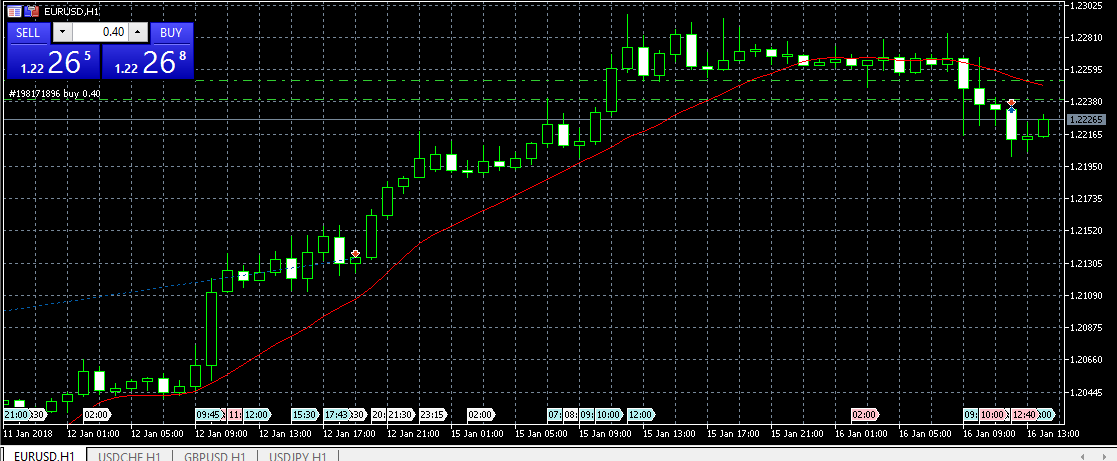 EURUSD,H1
SELL 0.40 BUY
1.22 26 5 1.22 26 8
#198171896 buy 0.40
1.23025
1.22810
1.22595
1.22380
1.22265
1.22165
1.21950
1.21735
1.21520
1.21305
1.21090
1.20875
1.20660
1.20445
21:00 :30 02:00 09:45 11: 12:00 15:30 17:43 :30 20: 21:30 23:15 02:00 07: 08: 09: 10:00 12:00 02:00 09: 10:00 12:40 :00
11 Jan 2018 12 Jan 01:00 12 Jan 05:00 12 Jan 09:00 12 Jan 13:00 12 Jan 17:00 12 Jan 21:00 15 Jan 01:00 15 Jan 05:00 15 Jan 09:00 15 Jan 13:00 15 Jan 17:00 15 Jan 21:00 16 Jan 01:00 16 Jan 05:00 16 Jan 09:00 16 Jan 13:00
EURUSD,H1 USDCHF,H1 GBPUSD,H1 USDJPY,H1